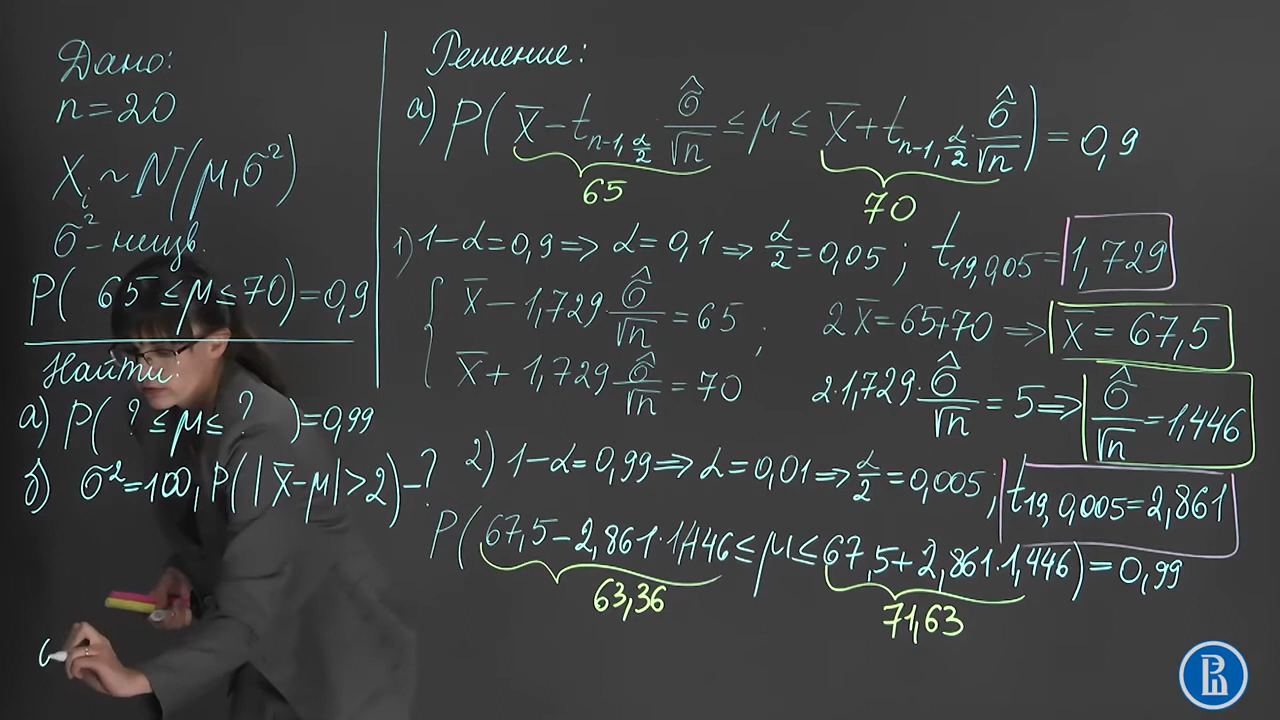 Дано:
n = 20
Xᵢ ~ N(μ, σ²)
σ² - неизв.
P( 65 ≤ μ ≤ 70) = 0,9
Найти:
а) P( ? ≤ μ ≤ ? ) = 0,99
б) σ² = 100, P( |X̄ - μ| > 2) - ?
Решение:
а) P( X̄ - t_{n-1, α/2} · σ̂/√n ≤ μ ≤ X̄ + t_{n-1, α/2} · σ̂/√n ) = 0,9
65 70
1) 1 - α = 0,9 => α = 0,1 => α/2 = 0,05 ; t_{19, 0,05} = 1,729
{ X̄ - 1,729 σ̂/√n = 65 ; 2X̄ = 65+70 => X̄ = 67,5
X̄ + 1,729 · σ̂/√n = 70 2·1,729 · σ̂/√n = 5 => σ̂/√n = 1,446
2) 1 - α = 0,99 => α = 0,01 => α/2 = 0,005 ; t_{19, 0,005} = 2,861
P( 67,5 - 2,861 · 1,446 ≤ μ ≤ 67,5 + 2,861 · 1,446 ) = 0,99
63,36 71,63